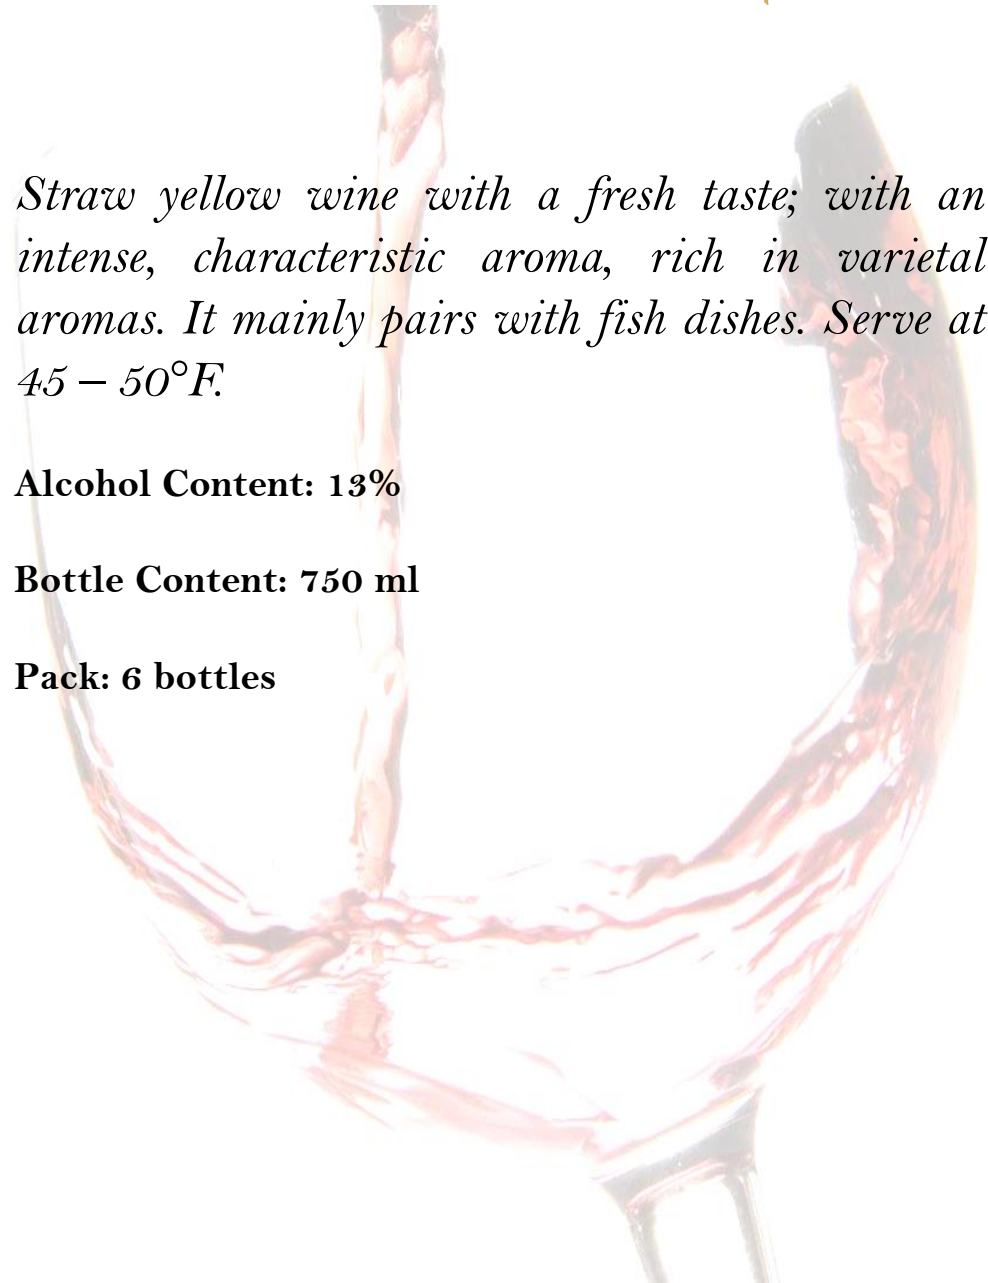 Straw yellow wine with a fresh taste; with an
intense, characteristic aroma, rich in varietal
aromas. It mainly pairs with fish dishes. Serve at
45 – 50°F.
Alcohol Content: 13%
Bottle Content: 750 ml
Pack: 6 bottles